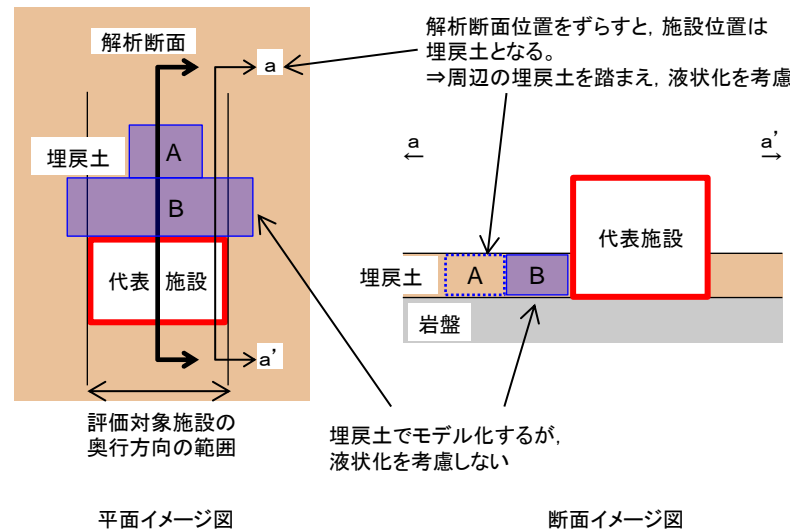 解析断面
a
埋戻土
A
B
代表 施設
a’
評価対象施設の
奥行方向の範囲
平面イメージ図
解析断面位置をずらすと,施設位置は
埋戻土となる。
⇒周辺の埋戻土を踏まえ,液状化を考慮
a
a’
代表施設
埋戻土
A
B
岩盤
埋戻土でモデル化するが,
液状化を考慮しない
断面イメージ図